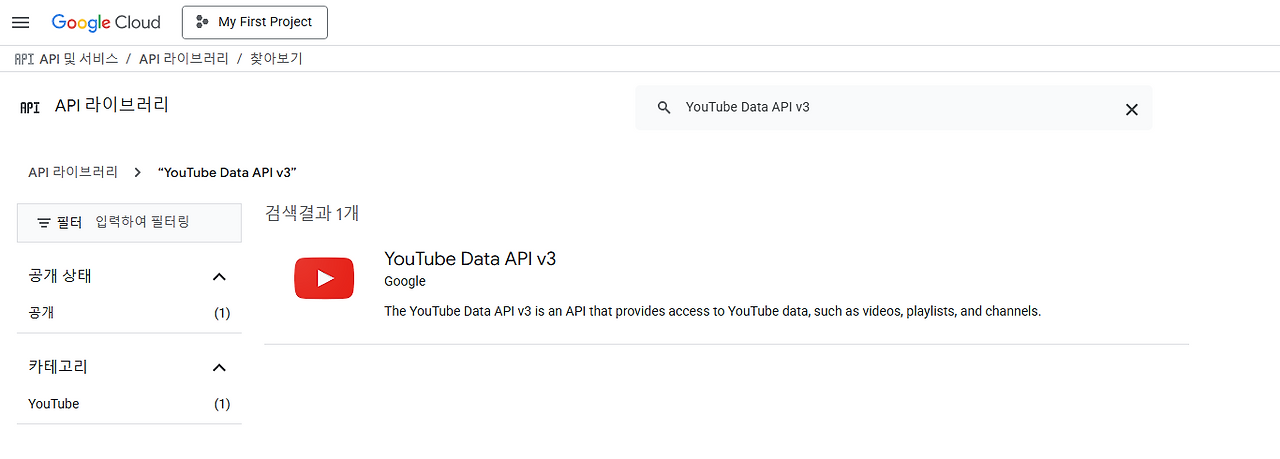 Google Cloud My First Project
API API 및 서비스 / API 라이브러리 / 찾아보기
API API 라이브러리 YouTube Data API v3
API 라이브러리 > “YouTube Data API v3”
필터 입력하여 필터링
공개 상태
공개 (1)
카테고리
YouTube (1)
검색결과 1개
YouTube Data API v3
Google
The YouTube Data API v3 is an API that provides access to YouTube data, such as videos, playlists, and channels.